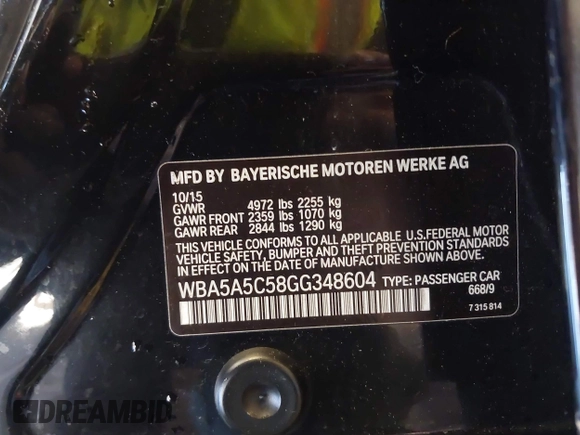 MFD BY BAYERISCHE MOTOREN WERKE AG
10/15
GVWR 4972 lbs 2255 kg
GAWR FRONT 2359 lbs 1070 kg
GAWR REAR 2844 lbs 1290 kg
THIS VEHICLE CONFORMS TO ALL APPLICABLE U.S.FEDERAL MOTOR
VEHICLE SAFETY, BUMPER AND THEFT PREVENTION STANDARDS
IN EFFECT ON THE DATE OF MANUFACTURE SHOWN ABOVE.
WBA5A5C58GG348604 TYPE: PASSENGER CAR
668/9
7 315 814
DREAMBID